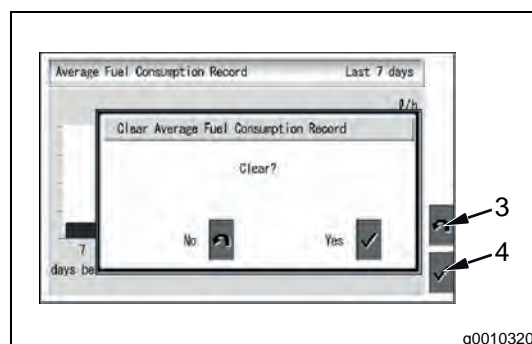 Average Fuel Consumption Record Last 7 days
ℓ/h
Clear Average Fuel Consumption Record
Clear?
No Yes
3
7
4
days be
g0010320